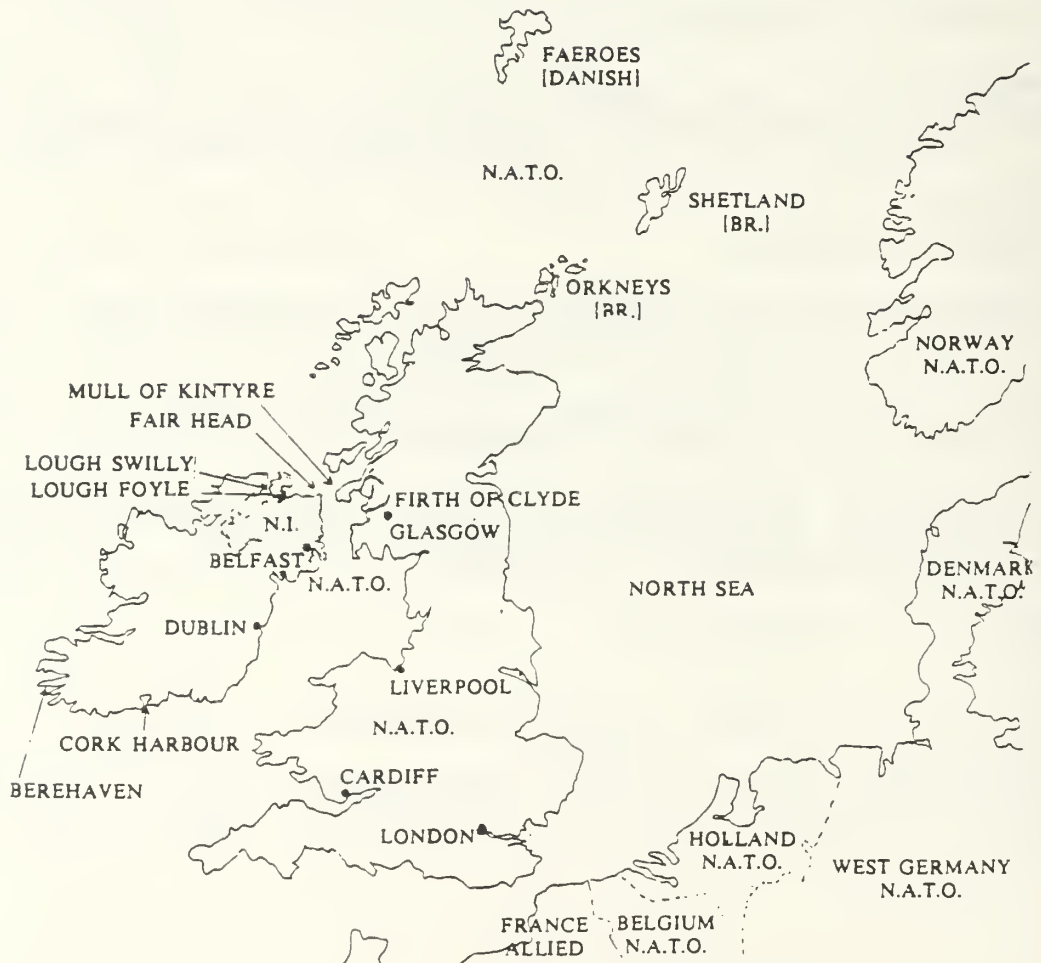 FAEROES
[DANISH]
N.A.T.O.
SHETLAND
[BR.]
ORKNEYS
[BR.]
NORWAY
N.A.T.O.
MULL OF KINTYRE
FAIR HEAD
LOUGH SWILLY
LOUGH FOYLE
FIRTH OF CLYDE
N.I.
GLASGOW
BELFAST
N.A.T.O.
NORTH SEA
DENMARK
N.A.T.O.
DUBLIN
LIVERPOOL
N.A.T.O.
CORK HARBOUR
BEREHAVEN
CARDIFF
LONDON
HOLLAND
N.A.T.O.
WEST GERMANY
N.A.T.O.
FRANCE
ALLIED
BELGIUM
N.A.T.O.